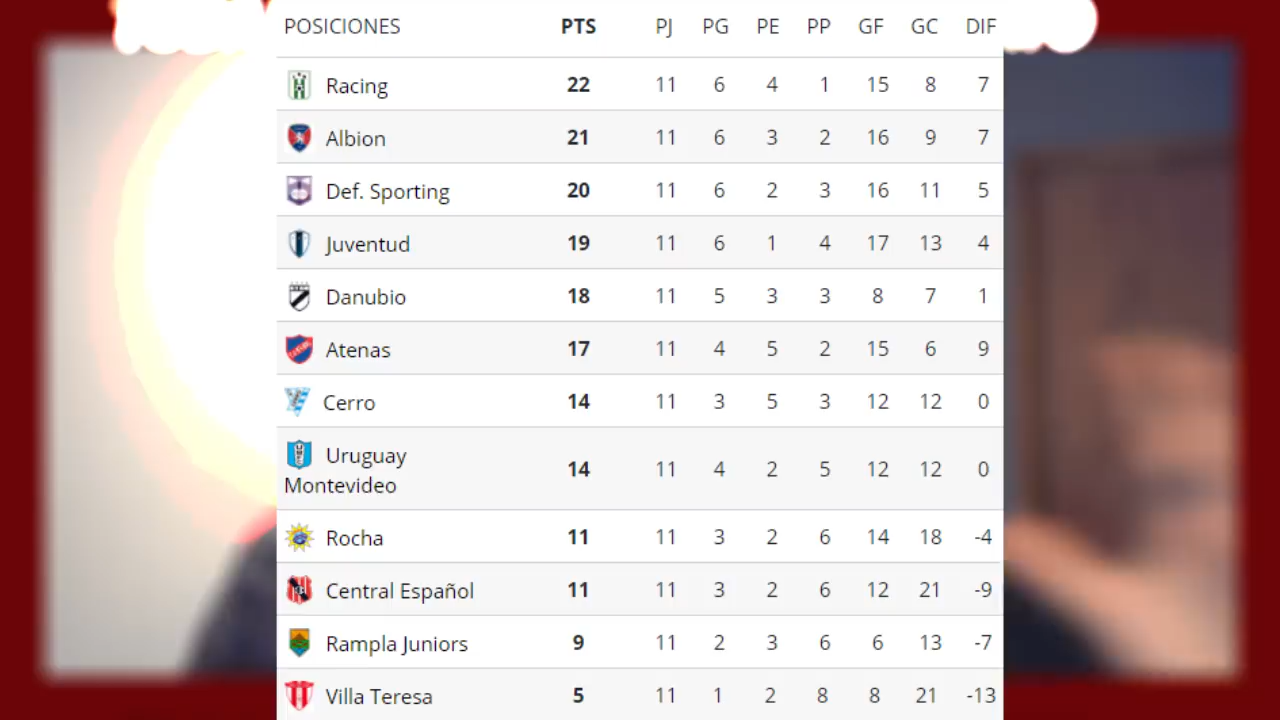 POSICIONES PTS PJ PG PE PP GF GC DIF
Racing 22 11 6 4 1 15 8 7
Albion 21 11 6 3 2 16 9 7
Def. Sporting 20 11 6 2 3 16 11 5
Juventud 19 11 6 1 4 17 13 4
Danubio 18 11 5 3 3 8 7 1
Atenas 17 11 4 5 2 15 6 9
Cerro 14 11 3 5 3 12 12 0
Uruguay
Montevideo 14 11 4 2 5 12 12 0
Rocha 11 11 3 2 6 14 18 -4
Central Español 11 11 3 2 6 12 21 -9
Rampla Juniors 9 11 2 3 6 6 13 -7
Villa Teresa 5 11 1 2 8 8 21 -13